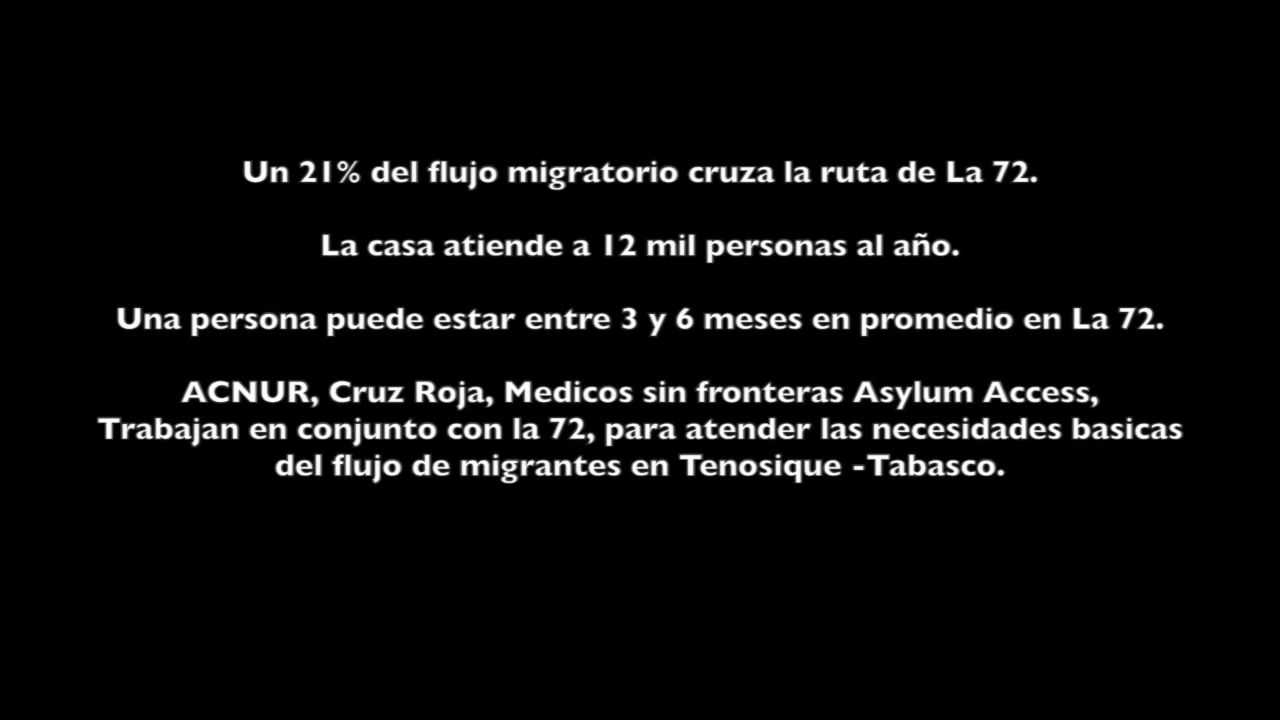 Un 21% del flujo migratorio cruza la ruta de La 72.
La casa atiende a 12 mil personas al año.
Una persona puede estar entre 3 y 6 meses en promedio en La 72.
ACNUR, Cruz Roja, Medicos sin fronteras Asylum Access,
Trabajan en conjunto con la 72, para atender las necesidades basicas
del flujo de migrantes en Tenosique -Tabasco.